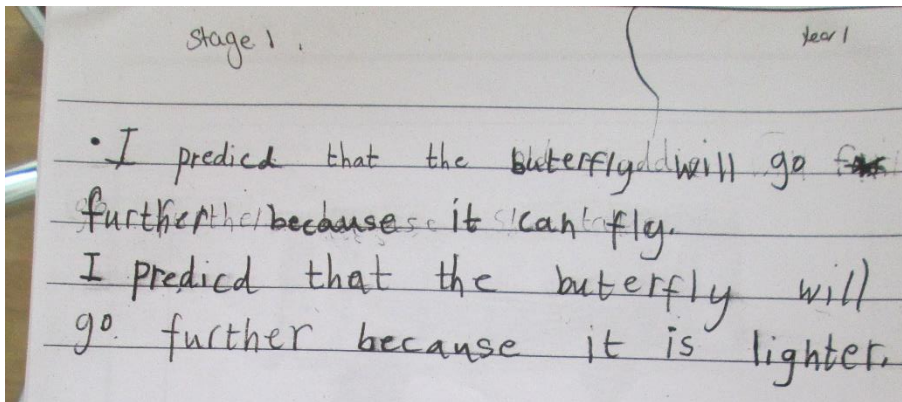 Stage 1. Year 1
• I predicd that the buterfly will go
further because it can fly.
I predicd that the buterfly will
go further because it is lighter.